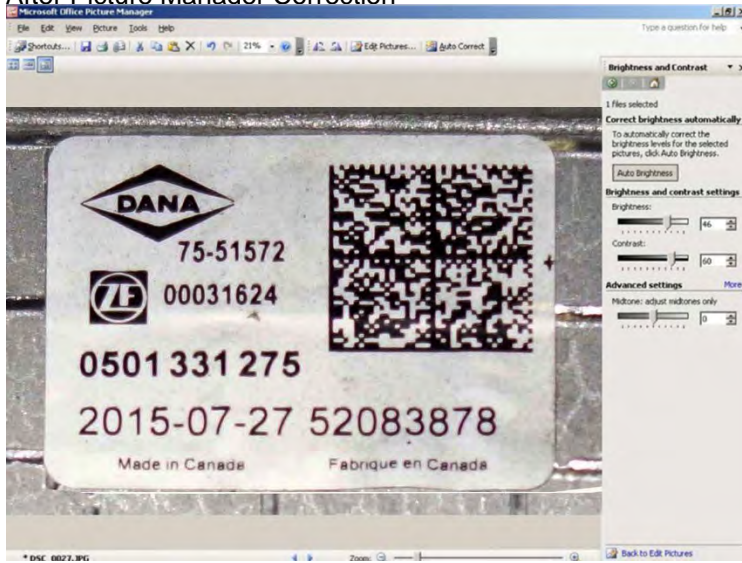 After Picture Manager Correction
Microsoft Office Picture Manager
File Edit View Picture Tools Help
Type a question for help
Shortcuts... 21% Edit Pictures... Auto Correct
Brightness and Contrast
1 files selected
Correct brightness automatically
To automatically correct the
brightness levels for the selected
pictures, click Auto Brightness.
Auto Brightness
Brightness and contrast settings
Brightness:
46
Contrast:
60
Advanced settings More
Midtone: adjust midtones only
0
DANA
75-51572
ZF 00031624
0501 331 275
2015-07-27 52083878
Made in Canada Fabrique en Canada
* DSC_0027.JPG Zoom:
Back to Edit Pictures